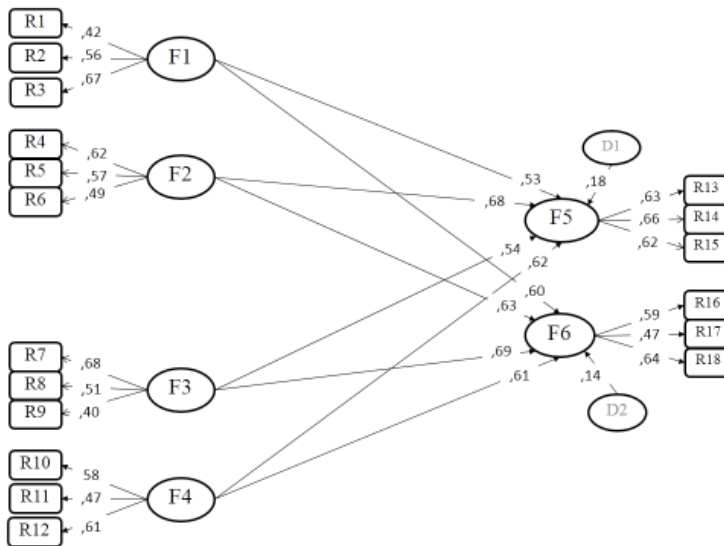 R1
,42
R2
,56
R3
,67
F1
R4
,62
R5
,57
R6
,49
F2
R7
,68
R8
,51
R9
,40
F3
R10
58
R11
,47
R12
,61
F4
D1
,53
,18
,68
F5
,54
,62
,63
R13
,66
R14
,62
R15
,60
,63
F6
,69
,61
,14
D2
,59
R16
,47
R17
,64
R18